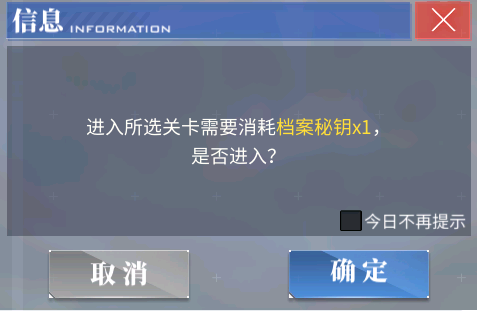 信息 INFORMATION
进入所选关卡需要消耗档案秘钥x1，
是否进入？
今日不再提示
取消 确定